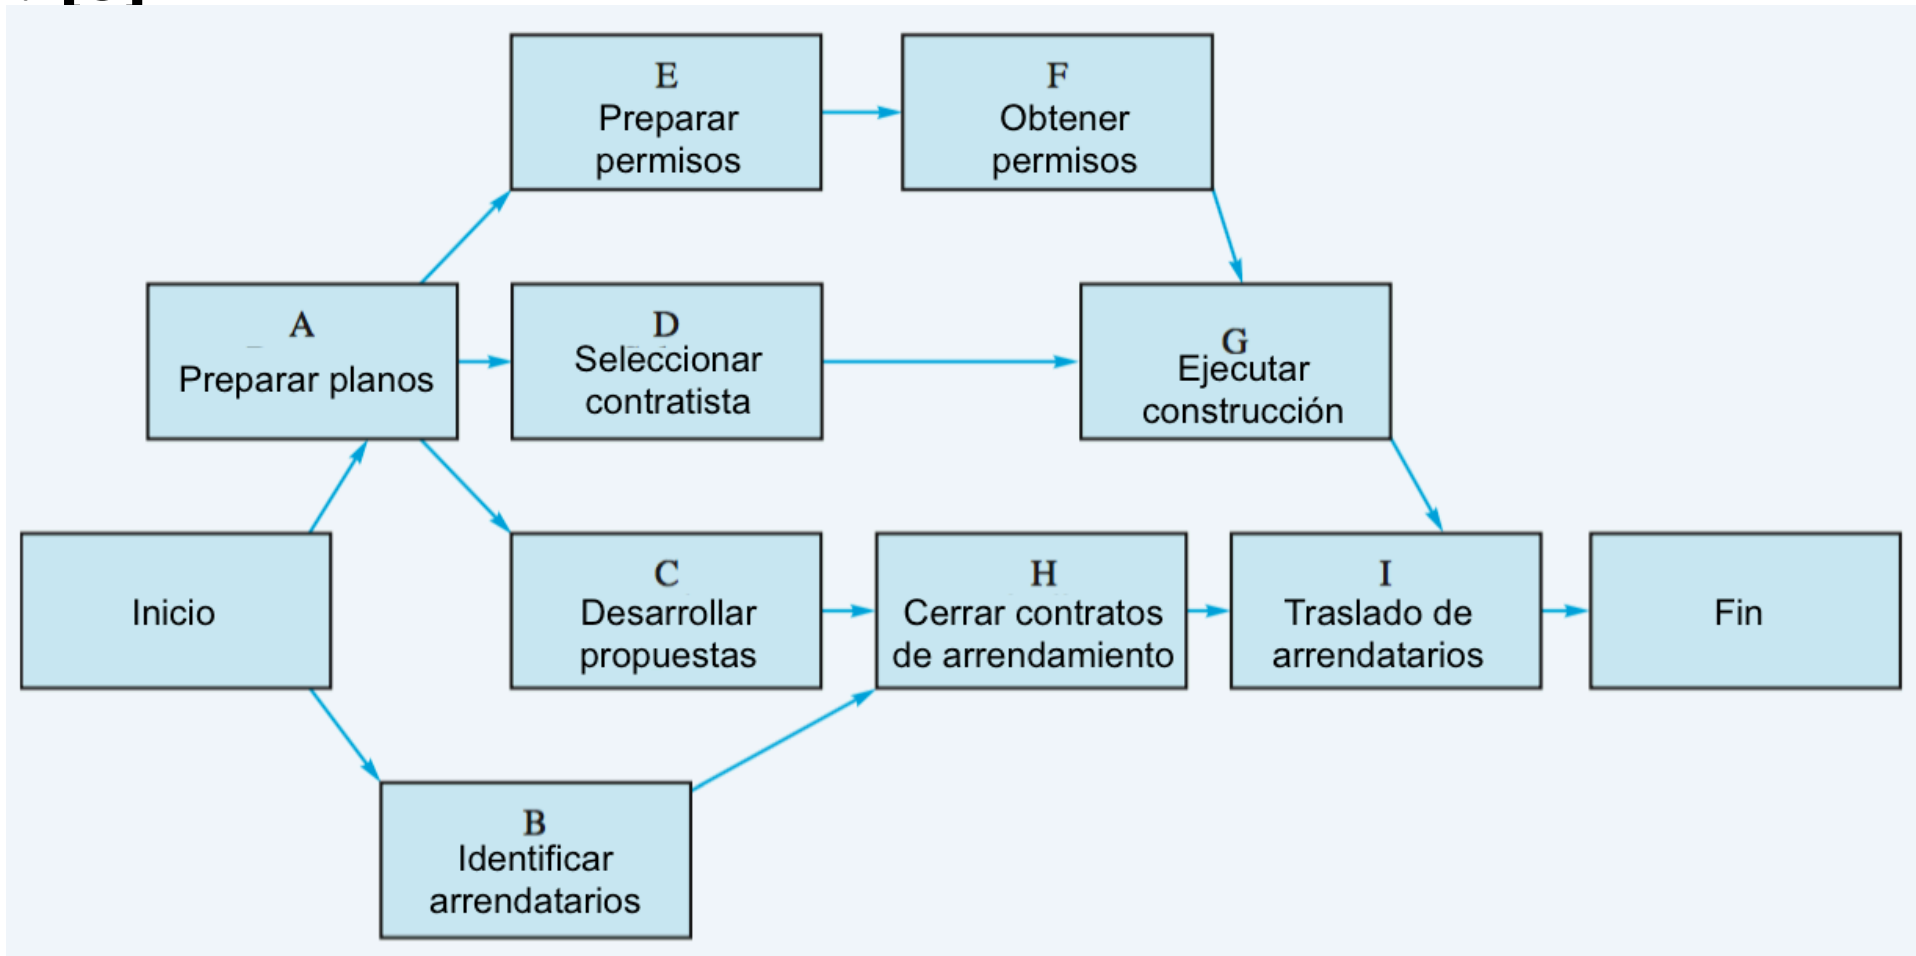 E
Preparar
permisos
F
Obtener
permisos
A
Preparar planos
D
Seleccionar
contratista
G
Ejecutar
construcción
Inicio
C
Desarrollar
propuestas
H
Cerrar contratos
de arrendamiento
I
Traslado de
arrendatarios
Fin
B
Identificar
arrendatarios